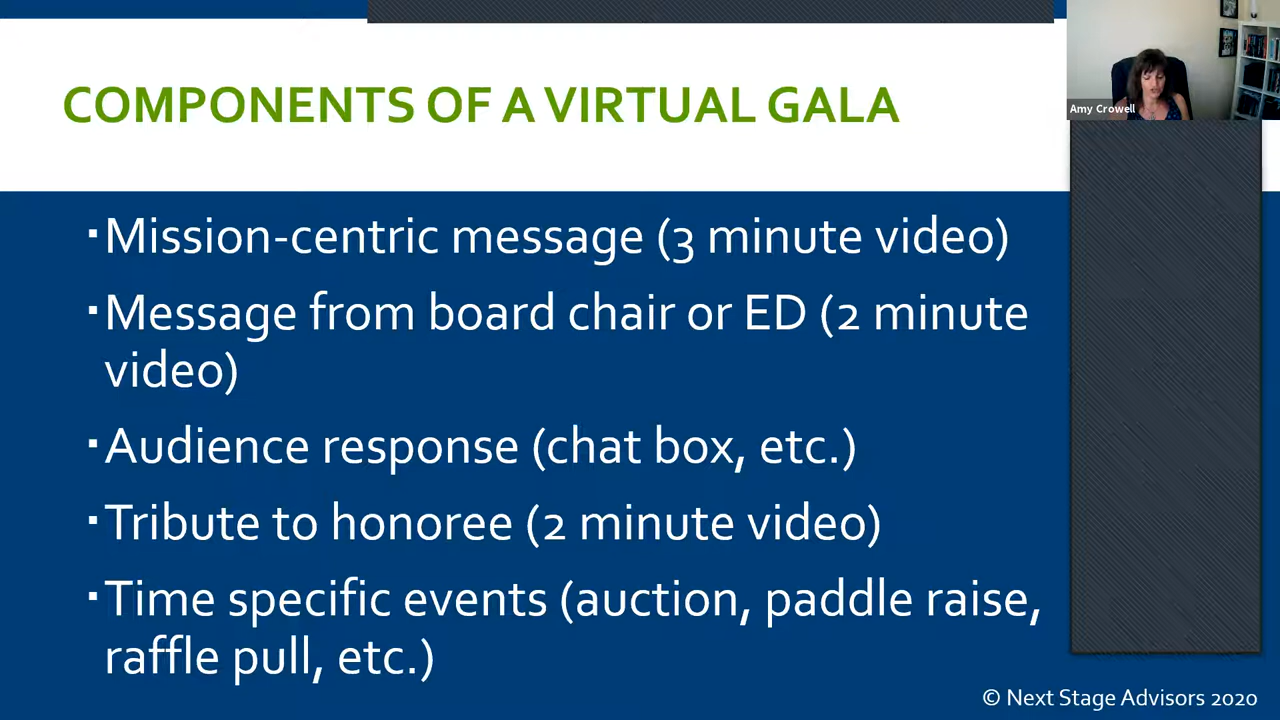 COMPONENTS OF A VIRTUAL GALA
Amy Crowell
▪Mission-centric message (3 minute video)
▪Message from board chair or ED (2 minute
video)
▪Audience response (chat box, etc.)
▪Tribute to honoree (2 minute video)
▪Time specific events (auction, paddle raise,
raffle pull, etc.)
© Next Stage Advisors 2020